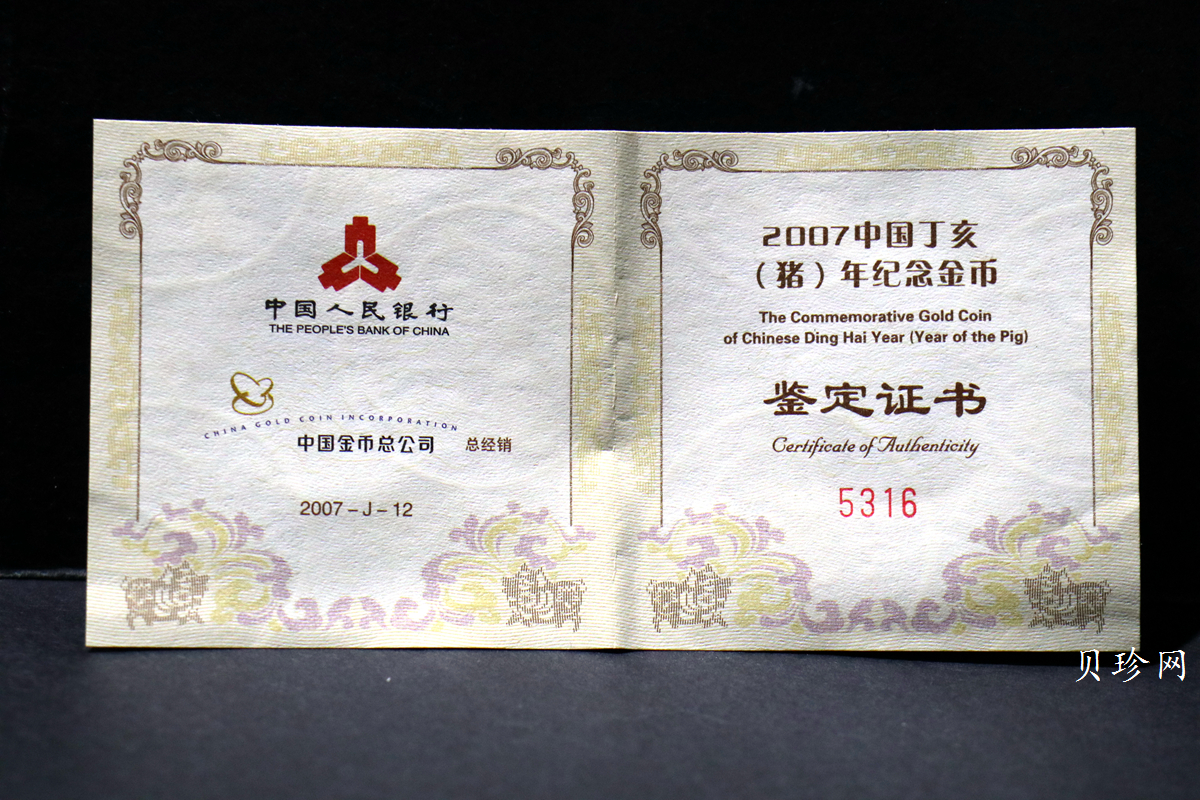 中国人民银行
THE PEOPLE'S BANK OF CHINA
CHINA GOLD COIN INCORPORATION
中国金币总公司 总经销
2007-J-12
2007中国丁亥
(猪)年纪念金币
The Commemorative Gold Coin
of Chinese Ding Hai Year (Year of the Pig)
鉴定证书
Certificate of Authenticity
5316
贝珍网